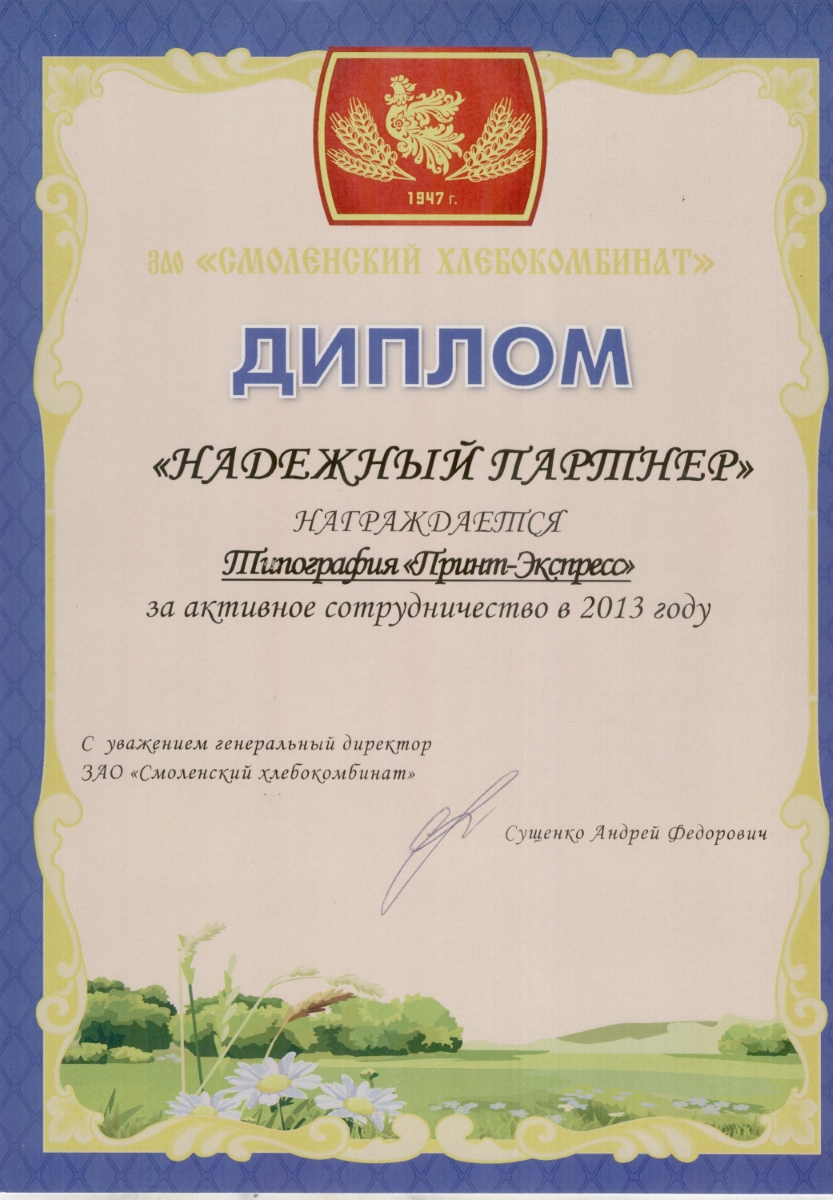 1947 г.
ЗАО «СМОЛЕНСКИЙ ХЛЕБОКОМБИНАТ»
ДИПЛОМ
«НАДЕЖНЫЙ ПАРТНЕР»
НАГРАЖДАЕТСЯ
Типография «Принт-Экспресс»
за активное сотрудничество в 2013 году
С уважением генеральный директор
ЗАО «Смоленский хлебокомбинат»
Сущенко Андрей Федорович